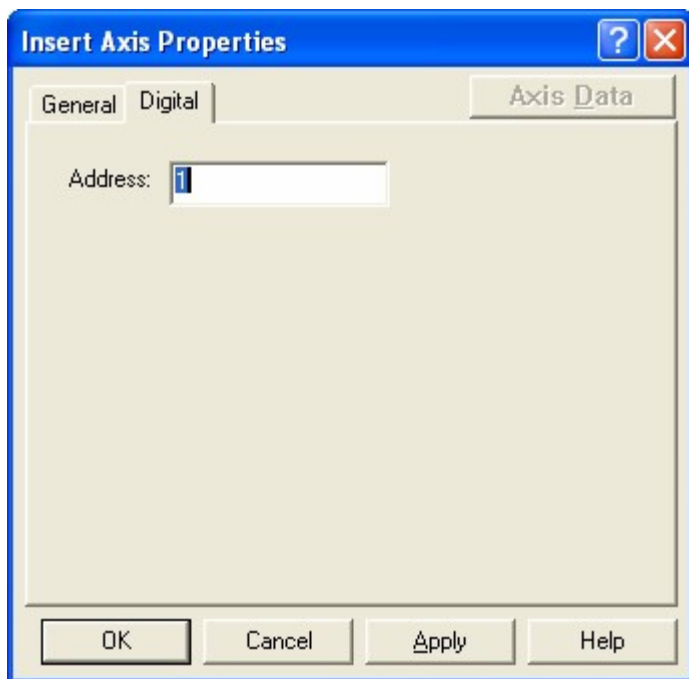 Insert Axis Properties ?
General Digital Axis Data
Address: 1
OK Cancel Apply Help